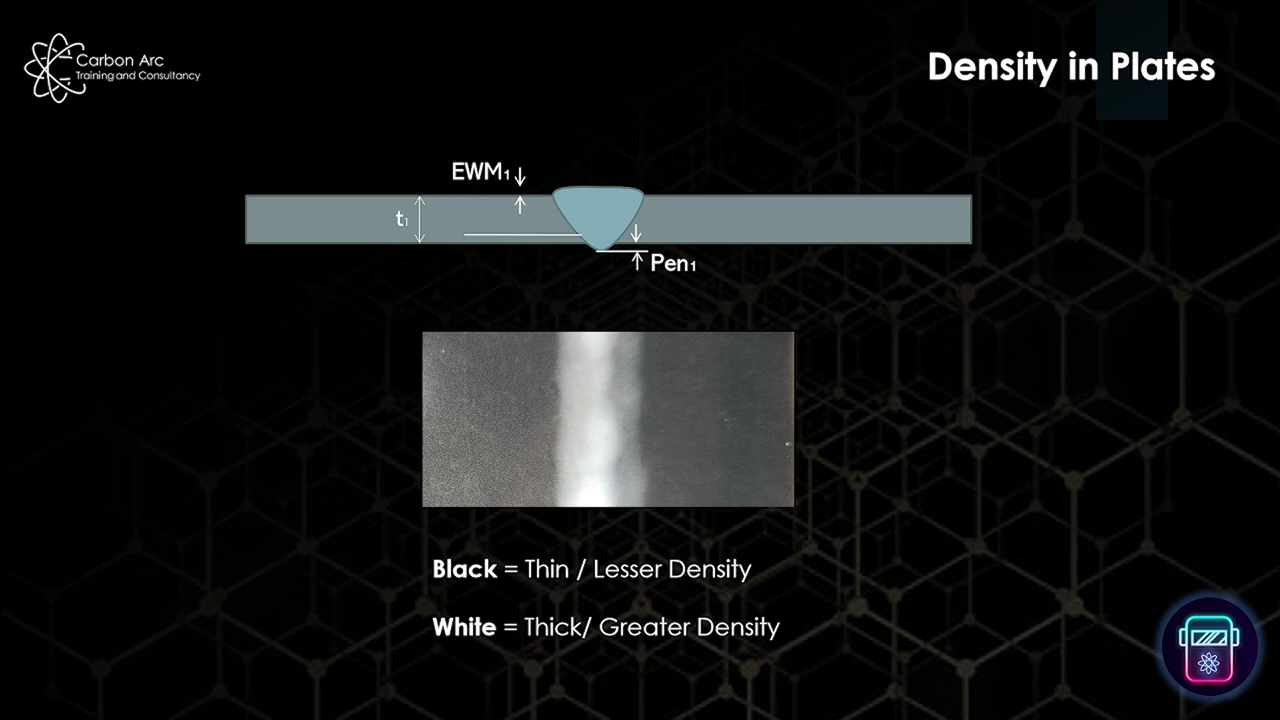 Carbon Arc
Training and Consultancy
Density in Plates
EWM₁
t₁
Pen₁
Black = Thin / Lesser Density
White = Thick/ Greater Density